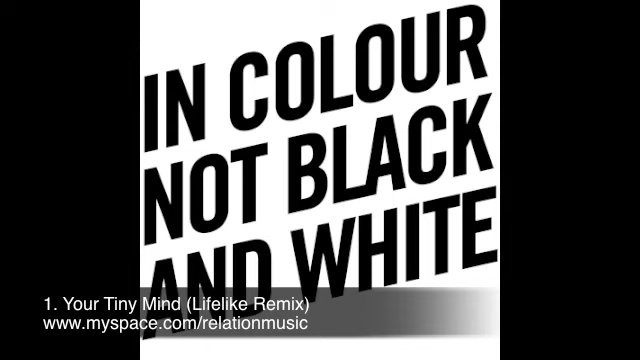 IN COLOUR
NOT BLACK
AND WHITE
1. Your Tiny Mind (Lifelike Remix)
www.myspace.com/relationmusic